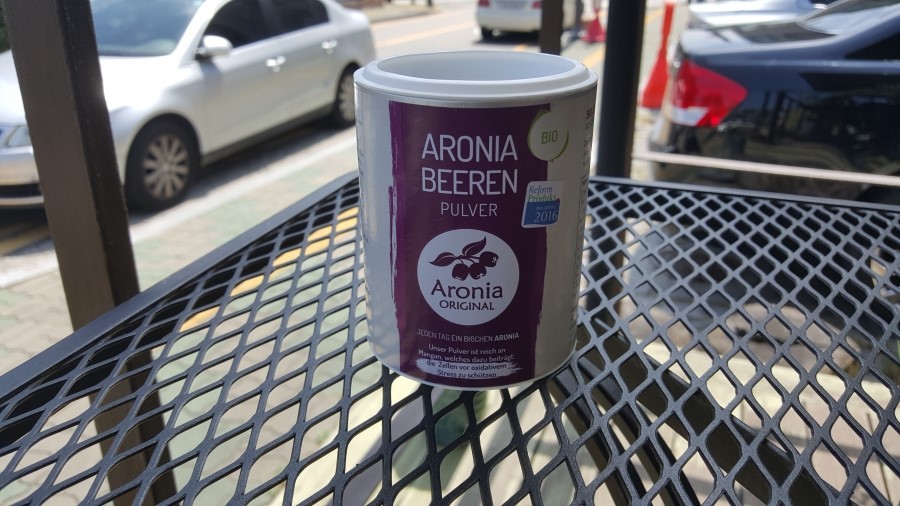 ARONIA
BEEREN
PULVER
BIO
Reform
2016
Aronia
ORIGINAL
JEDEN TAG EIN BIOCHEN ARONIA
Unser Pulver ist reich an
Mangan, welches dazu beiträgt,
die Zellen vor oxidativem
Stress zu schützen.